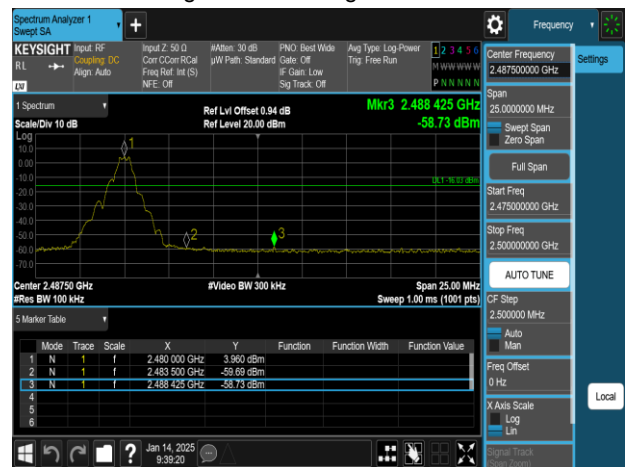 Spectrum Analyzer 1
Swept SA
Frequency
KEYSIGHT
RL
Input: RF
Coupling: DC
Align: Auto
Input Z: 50 Ω
Corr CCorr RCal
Freq Ref: Int (S)
NFE: Off
#Atten: 30 dB
µW Path: Standard
PNO: Best Wide
Gate: Off
IF Gain: Low
Sig Track: Off
Avg Type: Log-Power
Trig: Free Run
1 2 3 4 5 6
M W W W W W
P N N N N N
LXI
1 Spectrum
Scale/Div 10 dB
Ref Lvl Offset 0.94 dB
Ref Level 20.00 dBm
Mkr3 2.488 425 GHz
-58.73 dBm
Log
10.0
0.00
-10.0
-20.0
-30.0
-40.0
-50.0
-60.0
-70.0
1
2
3
DL1 -16.03 dBm
Center 2.48750 GHz
#Res BW 100 kHz
#Video BW 300 kHz
Span 25.00 MHz
Sweep 1.00 ms (1001 pts)
5 Marker Table
Mode Trace Scale X Y Function Function Width Function Value
1 N 1 f 2.480 000 GHz 3.960 dBm
2 N 1 f 2.483 500 GHz -59.69 dBm
3 N 1 f 2.488 425 GHz -58.73 dBm
4
5
6
Jan 14, 2025
9:39:20
Center Frequency
2.487500000 GHz
Settings
Span
25.0000000 MHz
Swept Span
Zero Span
Full Span
Start Freq
2.475000000 GHz
Stop Freq
2.500000000 GHz
AUTO TUNE
CF Step
2.500000 MHz
Auto
Man
Freq Offset
0 Hz
X Axis Scale
Log
Lin
Local
Signal Track
(Span Zoom)